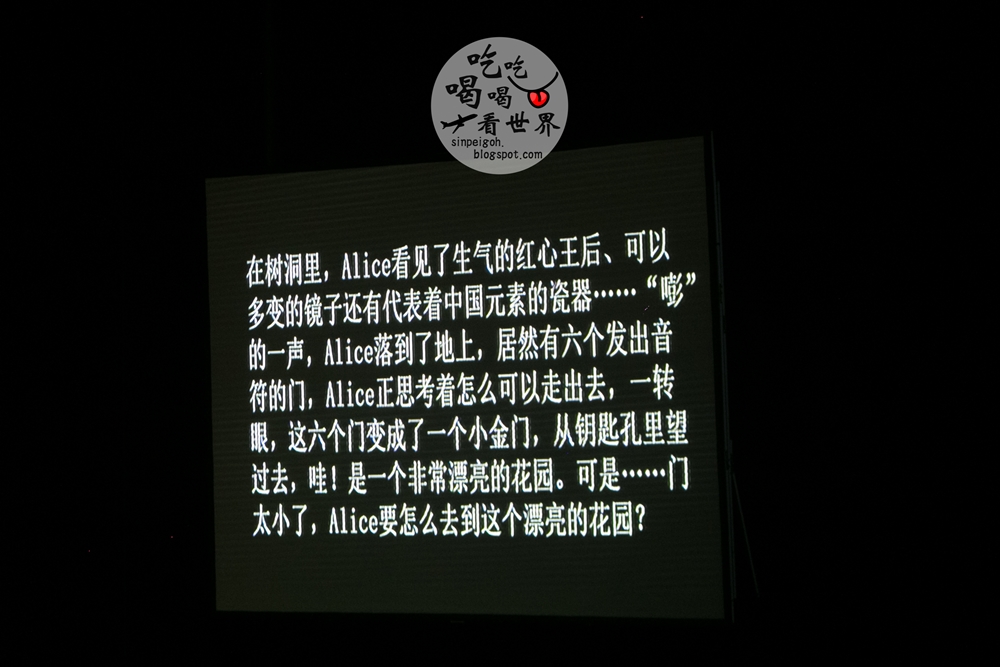 吃吃
喝喝
看世界
sinpeigoh.
blogspot.com
在树洞里，Alice看见了生气的红心王后、可以
多变的镜子还有代表着中国元素的瓷器……“嘭”
的一声，Alice落到了地上，居然有六个发出音
符的门，Alice正思考着怎么可以走出去，一转
眼，这六个门变成了一个小金门，从钥匙孔里望
过去，哇！是一个非常漂亮的花园。可是……门
太小了，Alice要怎么去到这个漂亮的花园？